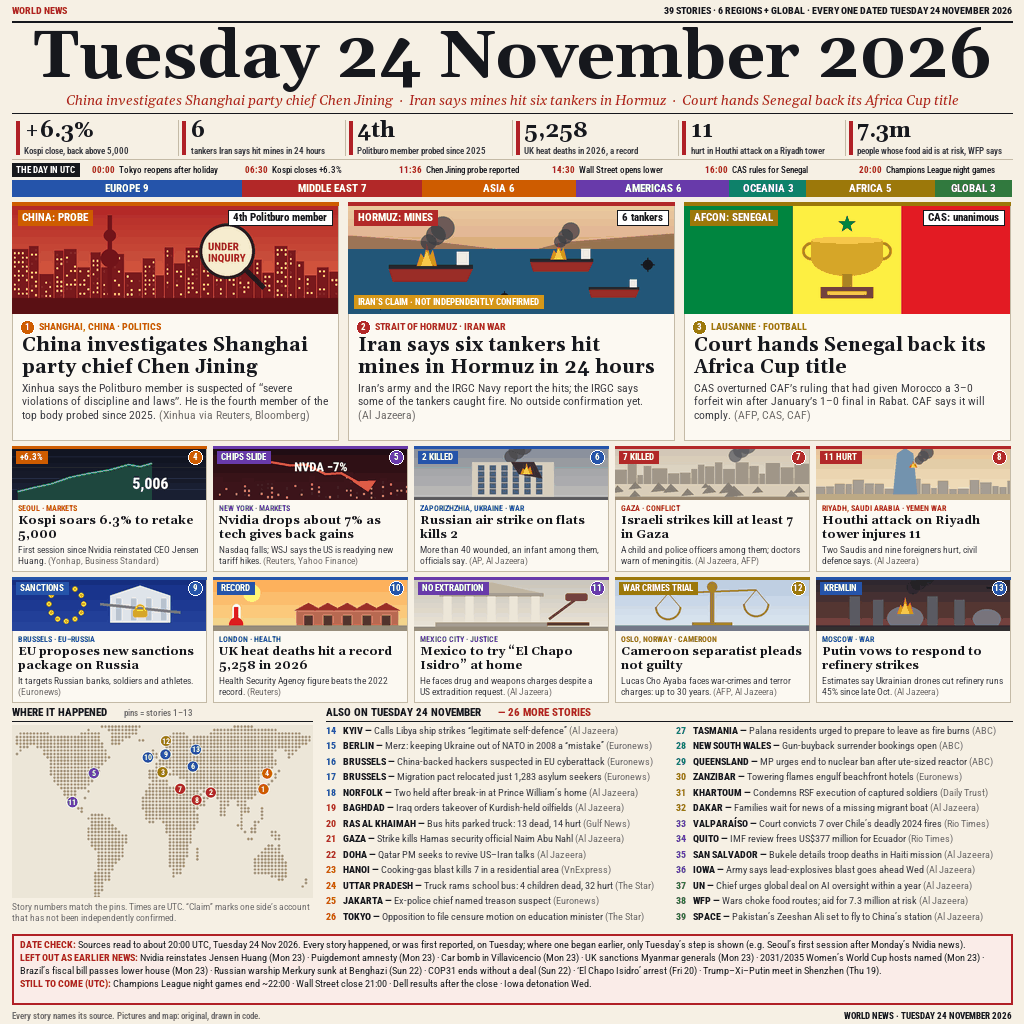 WORLD NEWS
39 STORIES · 6 REGIONS + GLOBAL · EVERY ONE DATED TUESDAY 24 NOVEMBER 2026
Tuesday 24 November 2026
China investigates Shanghai party chief Chen Jining · Iran says mines hit six tankers in Hormuz · Court hands Senegal back its Africa Cup title
+6.3%
Kospi close, back above 5,000
6
tankers Iran says hit mines in 24 hours
4th
Politburo member probed since 2025
5,258
UK heat deaths in 2026, a record
11
hurt in Houthi attack on a Riyadh tower
7.3m
people whose food aid is at risk, WFP says
THE DAY IN UTC
00:00 Tokyo reopens after holiday
06:30 Kospi closes +6.3%
11:36 Chen Jining probe reported
14:30 Wall Street opens lower
16:00 CAS rules for Senegal
20:00 Champions League night games
EUROPE 9
MIDDLE EAST 7
ASIA 6
AMERICAS 6
OCEANIA 3
AFRICA 5
GLOBAL 3
CHINA: PROBE
4th Politburo member
UNDER
INQUIRY
1 SHANGHAI, CHINA · POLITICS
China investigates Shanghai
party chief Chen Jining
Xinhua says the Politburo member is suspected of “severe
violations of discipline and laws”. He is the fourth member of the
top body probed since 2025. (Xinhua via Reuters, Bloomberg)
HORMUZ: MINES
6 tankers
IRAN'S CLAIM · NOT INDEPENDENTLY CONFIRMED
2 STRAIT OF HORMUZ · IRAN WAR
Iran says six tankers hit
mines in Hormuz in 24 hours
Iran's army and the IRGC Navy report the hits; the IRGC says
some of the tankers caught fire. No outside confirmation yet.
(Al Jazeera)
AFCON: SENEGAL
CAS: unanimous
3 LAUSANNE · FOOTBALL
Court hands Senegal back its
Africa Cup title
CAS overturned CAF's ruling that had given Morocco a 3–0
forfeit win after January's 1–0 final in Rabat. CAF says it will
comply. (AFP, CAS, CAF)
+6.3%
4
5,006
SEOUL · MARKETS
Kospi soars 6.3% to retake
5,000
First session since Nvidia reinstated CEO Jensen
Huang. (Yonhap, Business Standard)
CHIPS SLIDE
5
NVDA −7%
NEW YORK · MARKETS
Nvidia drops about 7% as
tech gives back gains
Nasdaq falls; WSJ says the US is readying new
tariff hikes. (Reuters, Yahoo Finance)
2 KILLED
6
ZAPORIZHZHIA, UKRAINE · WAR
Russian air strike on flats
kills 2
More than 40 wounded, an infant among them,
officials say. (AP, Al Jazeera)
7 KILLED
7
GAZA · CONFLICT
Israeli strikes kill at least 7
in Gaza
A child and police officers among them; doctors
warn of meningitis. (Al Jazeera, AFP)
11 HURT
8
RIYADH, SAUDI ARABIA · YEMEN WAR
Houthi attack on Riyadh
tower injures 11
Two Saudis and nine foreigners hurt, civil
defence says. (Al Jazeera)
SANCTIONS
9
BRUSSELS · EU–RUSSIA
EU proposes new sanctions
package on Russia
It targets Russian banks, soldiers and athletes.
(Euronews)
RECORD
10
LONDON · HEALTH
UK heat deaths hit a record
5,258 in 2026
Health Security Agency figure beats the 2022
record. (Reuters)
NO EXTRADITION
11
MEXICO CITY · JUSTICE
Mexico to try “El Chapo
Isidro” at home
He faces drug and weapons charges despite a
US extradition request. (Al Jazeera)
WAR CRIMES TRIAL
12
OSLO, NORWAY · CAMEROON
Cameroon separatist pleads
not guilty
Lucas Cho Ayaba faces war-crimes and terror
charges: up to 30 years. (AFP, Al Jazeera)
KREMLIN
13
MOSCOW · WAR
Putin vows to respond to
refinery strikes
Estimates say Ukrainian drones cut refinery runs
45% since late Oct. (Al Jazeera)
WHERE IT HAPPENED pins = stories 1–13
12
13
10
9
6
3
5
4
7
2
1
11
8
Story numbers match the pins. Times are UTC. “Claim” marks one side's account
that has not been independently confirmed.
ALSO ON TUESDAY 24 NOVEMBER — 26 MORE STORIES
14 KYIV — Calls Libya ship strikes “legitimate self-defence” (Al Jazeera)
15 BERLIN — Merz: keeping Ukraine out of NATO in 2008 a “mistake” (Euronews)
16 BRUSSELS — China-backed hackers suspected in EU cyberattack (Euronews)
17 BRUSSELS — Migration pact relocated just 1,283 asylum seekers (Euronews)
18 NORFOLK — Two held after break-in at Prince William's home (Al Jazeera)
19 BAGHDAD — Iraq orders takeover of Kurdish-held oilfields (Al Jazeera)
20 RAS AL KHAIMAH — Bus hits parked truck: 13 dead, 14 hurt (Gulf News)
21 GAZA — Strike kills Hamas security official Naim Abu Nahl (Al Jazeera)
22 DOHA — Qatar PM seeks to revive US–Iran talks (Al Jazeera)
23 HANOI — Cooking-gas blast kills 7 in a residential area (VnExpress)
24 UTTAR PRADESH — Truck rams school bus: 4 children dead, 32 hurt (The Star)
25 JAKARTA — Ex-police chief named treason suspect (Euronews)
26 TOKYO — Opposition to file censure motion on education minister (The Star)
27 TASMANIA — Palana residents urged to prepare to leave as fire burns (ABC)
28 NEW SOUTH WALES — Gun-buyback surrender bookings open (ABC)
29 QUEENSLAND — MP urges end to nuclear ban after ute-sized reactor (ABC)
30 ZANZIBAR — Towering flames engulf beachfront hotels (Euronews)
31 KHARTOUM — Condemns RSF execution of captured soldiers (Daily Trust)
32 DAKAR — Families wait for news of a missing migrant boat (Al Jazeera)
33 VALPARAÍSO — Court convicts 7 over Chile's deadly 2024 fires (Rio Times)
34 QUITO — IMF review frees US$377 million for Ecuador (Rio Times)
35 SAN SALVADOR — Bukele details troop deaths in Haiti mission (Al Jazeera)
36 IOWA — Army says lead-explosives blast goes ahead Wed (Al Jazeera)
37 UN — Chief urges global deal on AI oversight within a year (Al Jazeera)
38 WFP — Wars choke food routes; aid for 7.3 million at risk (Al Jazeera)
39 SPACE — Pakistan's Zeeshan Ali set to fly to China's station (Al Jazeera)
DATE CHECK: Sources read to about 20:00 UTC, Tuesday 24 Nov 2026. Every story happened, or was first reported, on Tuesday; where one began earlier, only Tuesday's step is shown (e.g. Seoul's first session after Monday's Nvidia news).
LEFT OUT AS EARLIER NEWS: Nvidia reinstates Jensen Huang (Mon 23) · Puigdemont amnesty (Mon 23) · Car bomb in Villavicencio (Mon 23) · UK sanctions Myanmar generals (Mon 23) · 2031/2035 Women's World Cup hosts named (Mon 23) ·
Brazil's fiscal bill passes lower house (Mon 23) · Russian warship Merkury sunk at Benghazi (Sun 22) · COP31 ends without a deal (Sun 22) · 'El Chapo Isidro' arrest (Fri 20) · Trump–Xi–Putin meet in Shenzhen (Thu 19).
STILL TO COME (UTC): Champions League night games end ~22:00 · Wall Street close 21:00 · Dell results after the close · Iowa detonation Wed.
Every story names its source. Pictures and map: original, drawn in code.
WORLD NEWS · TUESDAY 24 NOVEMBER 2026